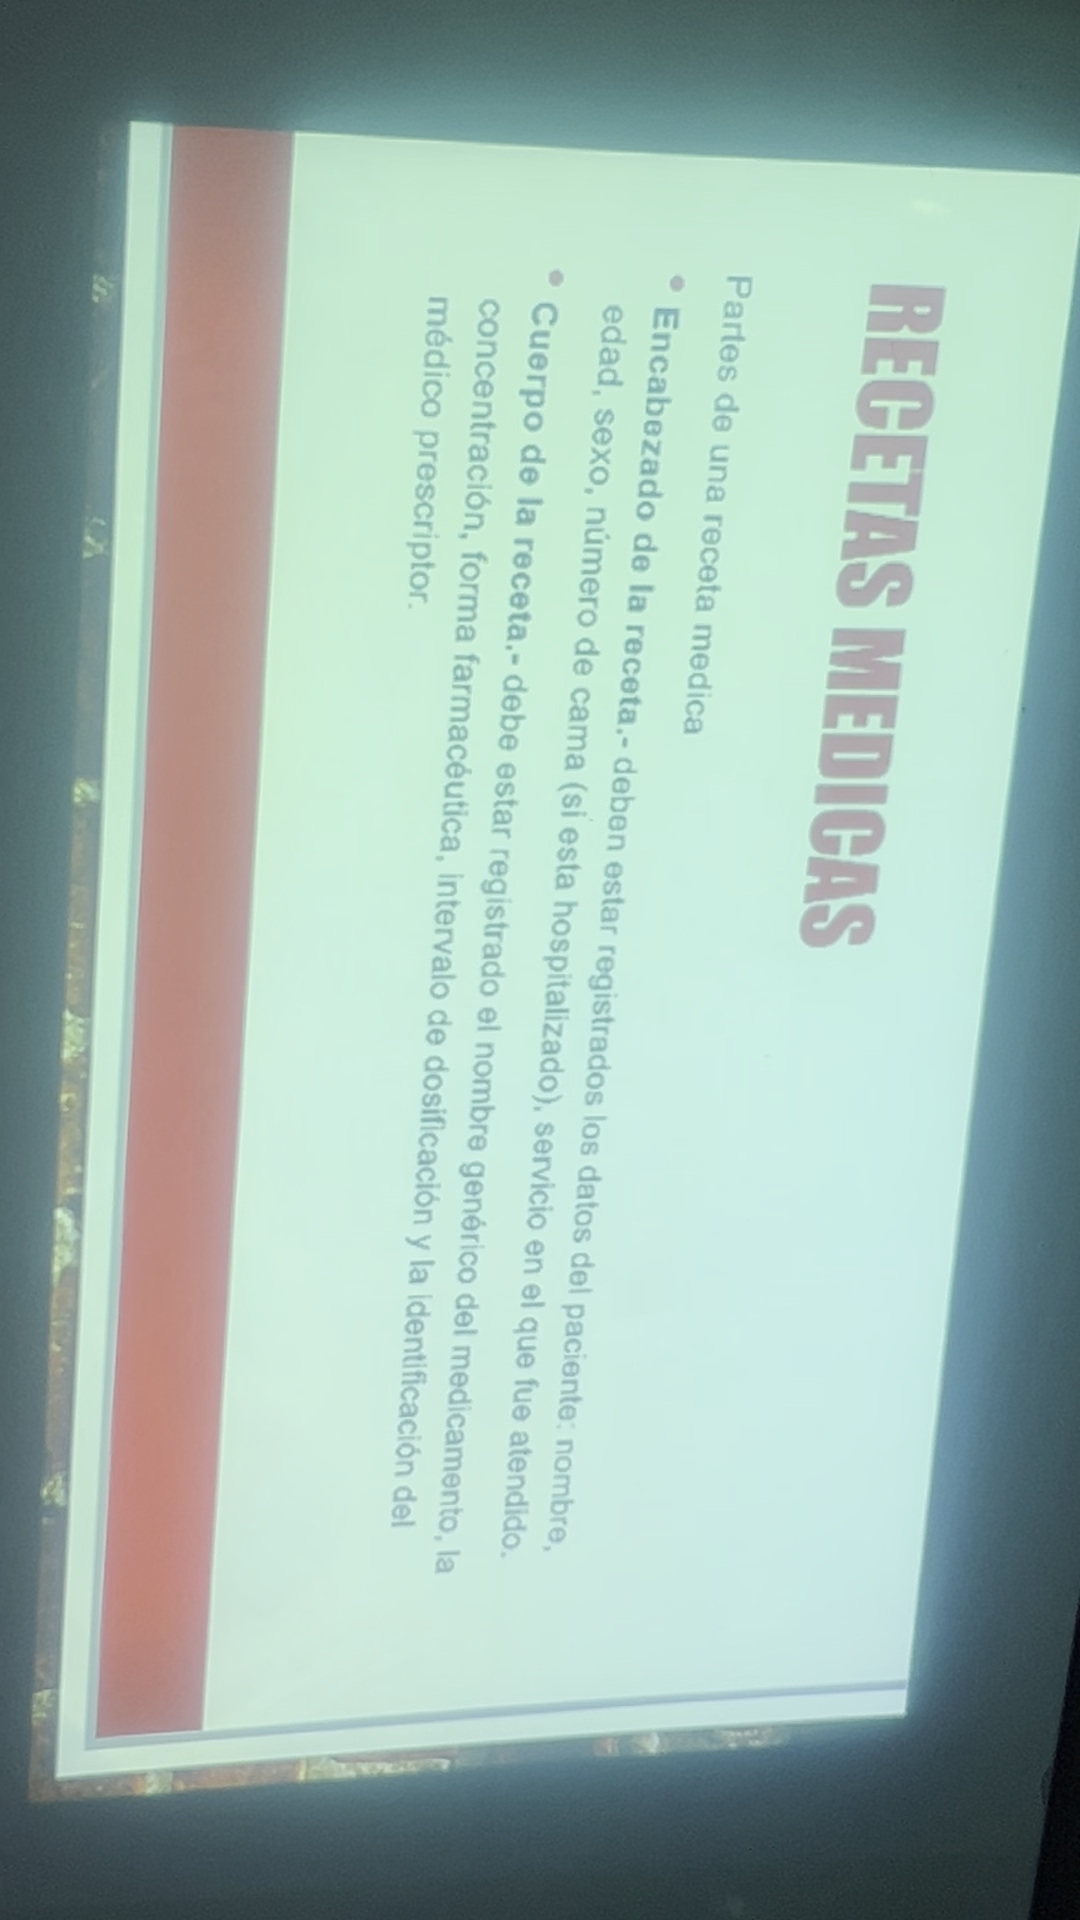 RECETAS MEDICAS
Partes de una receta medica
• Encabezado de la receta.- deben estar registrados los datos del paciente: nombre,
edad, sexo, número de cama (si esta hospitalizado), servicio en el que fue atendido.
• Cuerpo de la receta.- debe estar registrado el nombre genérico del medicamento, la
concentración, forma farmacéutica, intervalo de dosificación y la identificación del
médico prescriptor.